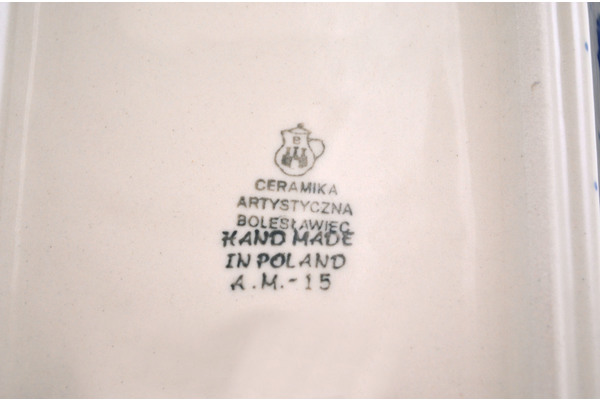 B
CERAMIKA
ARTYSTYCZNA
BOLESŁAWIEC
HAND MADE
IN POLAND
A.M.-15